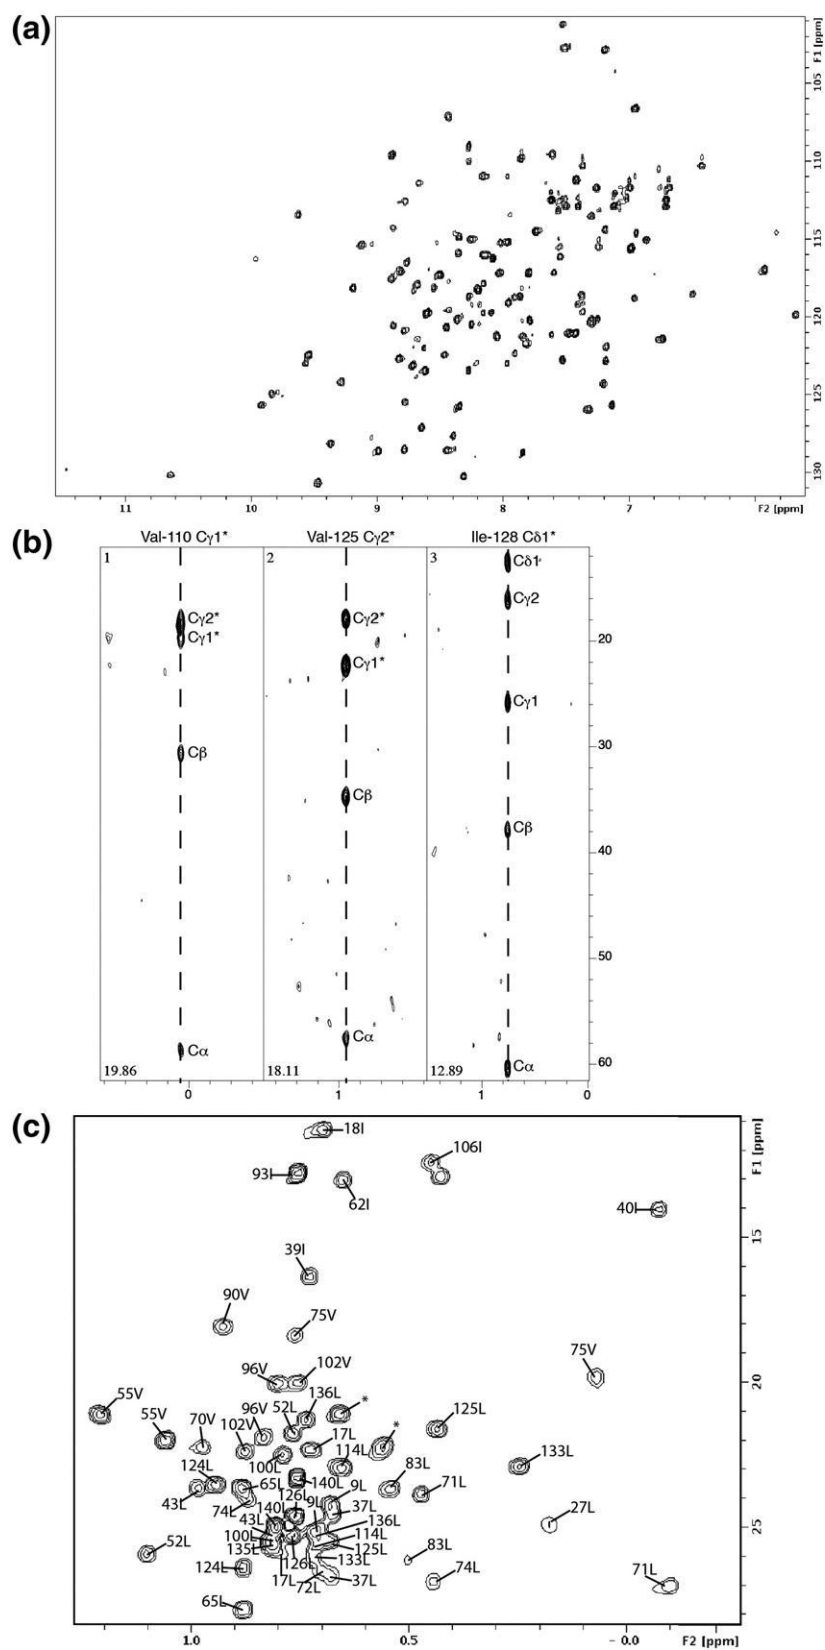 (a)
F1 [ppm]
105
110
115
120
125
130
11
10
9
8
7
F2 [ppm]
(b)
Val-110 Cγ1*
Val-125 Cγ2*
Ile-128 Cδ1*
1
2
3
Cδ1
Cγ2*
Cγ2*
Cγ2
Cγ1*
20
Cγ1*
Cγ1
Cβ
30
Cβ
Cβ
40
50
Cα
Cα
Cα
60
19.86
18.11
12.89
0
1
1
0
(c)
F1 [ppm]
18I
106I
93I
62I
40I
15
39I
90V
75V
75V
96V
102V
20
55V
136L
*
55V
70V
96V
52L
*
125L
102V
17L
100L
114L
133L
124L
65L
140L
83L
71L
43L
126L
9L
74L
140L
9L
37L
27L
43L
136L
25
100L
114L
135L
125L
52L
126L
133L
83L
124L
17L
72L
37L
74L
71L
65L
1.0
0.5
– 0.0
F2 [ppm]